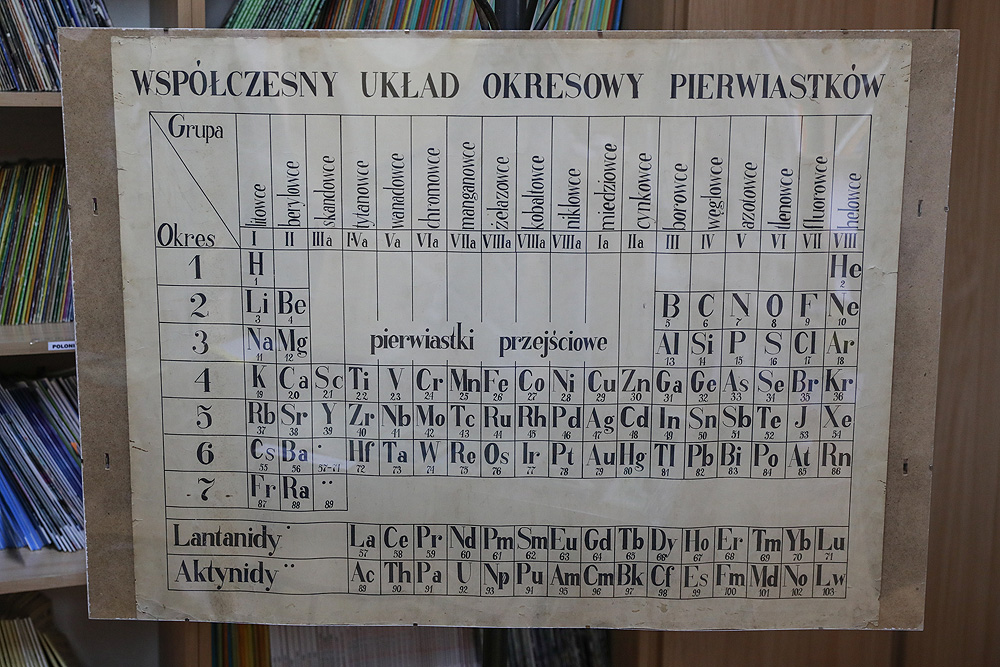 WSPÓŁCZESNY UKŁAD OKRESOWY PIERWIASTKÓW
Grupa
litowce berylowce skandowce tytanowce wanadowce chromowce manganowce żelazowce kobaltowce niklowce miedziowce cynkowce borowce węglowce azotowce tlenowce fluorowce helowce
Okres I II IIIa IVa Va VIa VIIa VIIIa VIIIa VIIIa Ia IIa III IV V VI VII VIII
1 H He
1 2
2 Li Be B C N O F Ne
3 4 5 6 7 8 9 10
3 Na Mg pierwiastki przejściowe Al Si P S Cl Ar
11 12 13 14 15 16 17 18
4 K Ca Sc Ti V Cr Mn Fe Co Ni Cu Zn Ga Ge As Se Br Kr
19 20 21 22 23 24 25 26 27 28 29 30 31 32 33 34 35 36
5 Rb Sr Y Zr Nb Mo Tc Ru Rh Pd Ag Cd In Sn Sb Te J Xe
37 38 39 40 41 42 43 44 45 46 47 48 49 50 51 52 53 54
6 Cs Ba Hf Ta W Re Os Ir Pt Au Hg Tl Pb Bi Po At Rn
55 56 57-71 72 73 74 75 76 77 78 79 80 81 82 83 84 85 86
7 Fr Ra
87 88 89
Lantanidy La Ce Pr Nd Pm Sm Eu Gd Tb Dy Ho Er Tm Yb Lu
57 58 59 60 61 62 63 64 65 66 67 68 69 70 71
Aktynidy Ac Th Pa U Np Pu Am Cm Bk Cf Es Fm Md No Lw
89 90 91 92 93 94 95 96 97 98 99 100 101 102 103